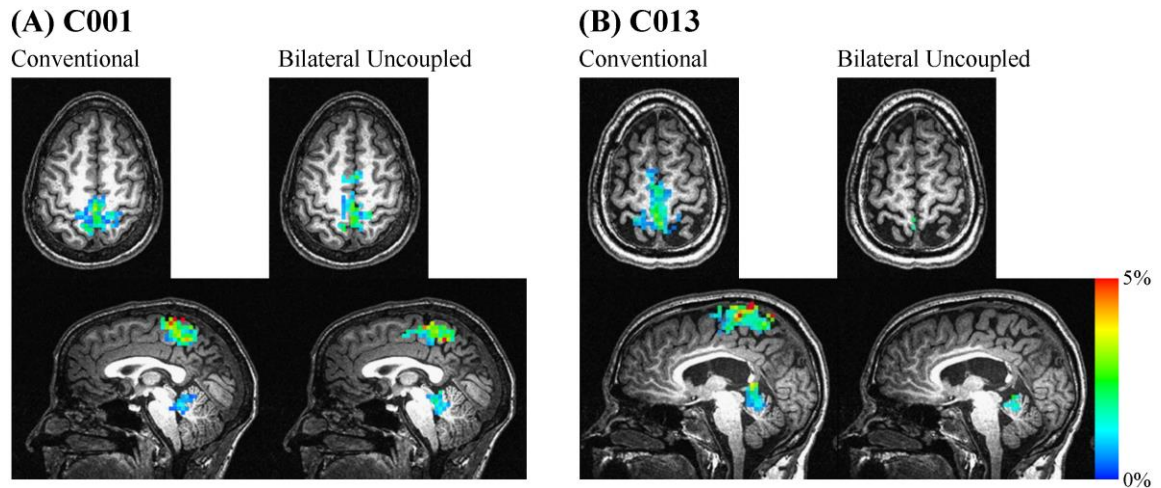 (A) C001
Conventional
Bilateral Uncoupled
(B) C013
Conventional
Bilateral Uncoupled
5%
0%